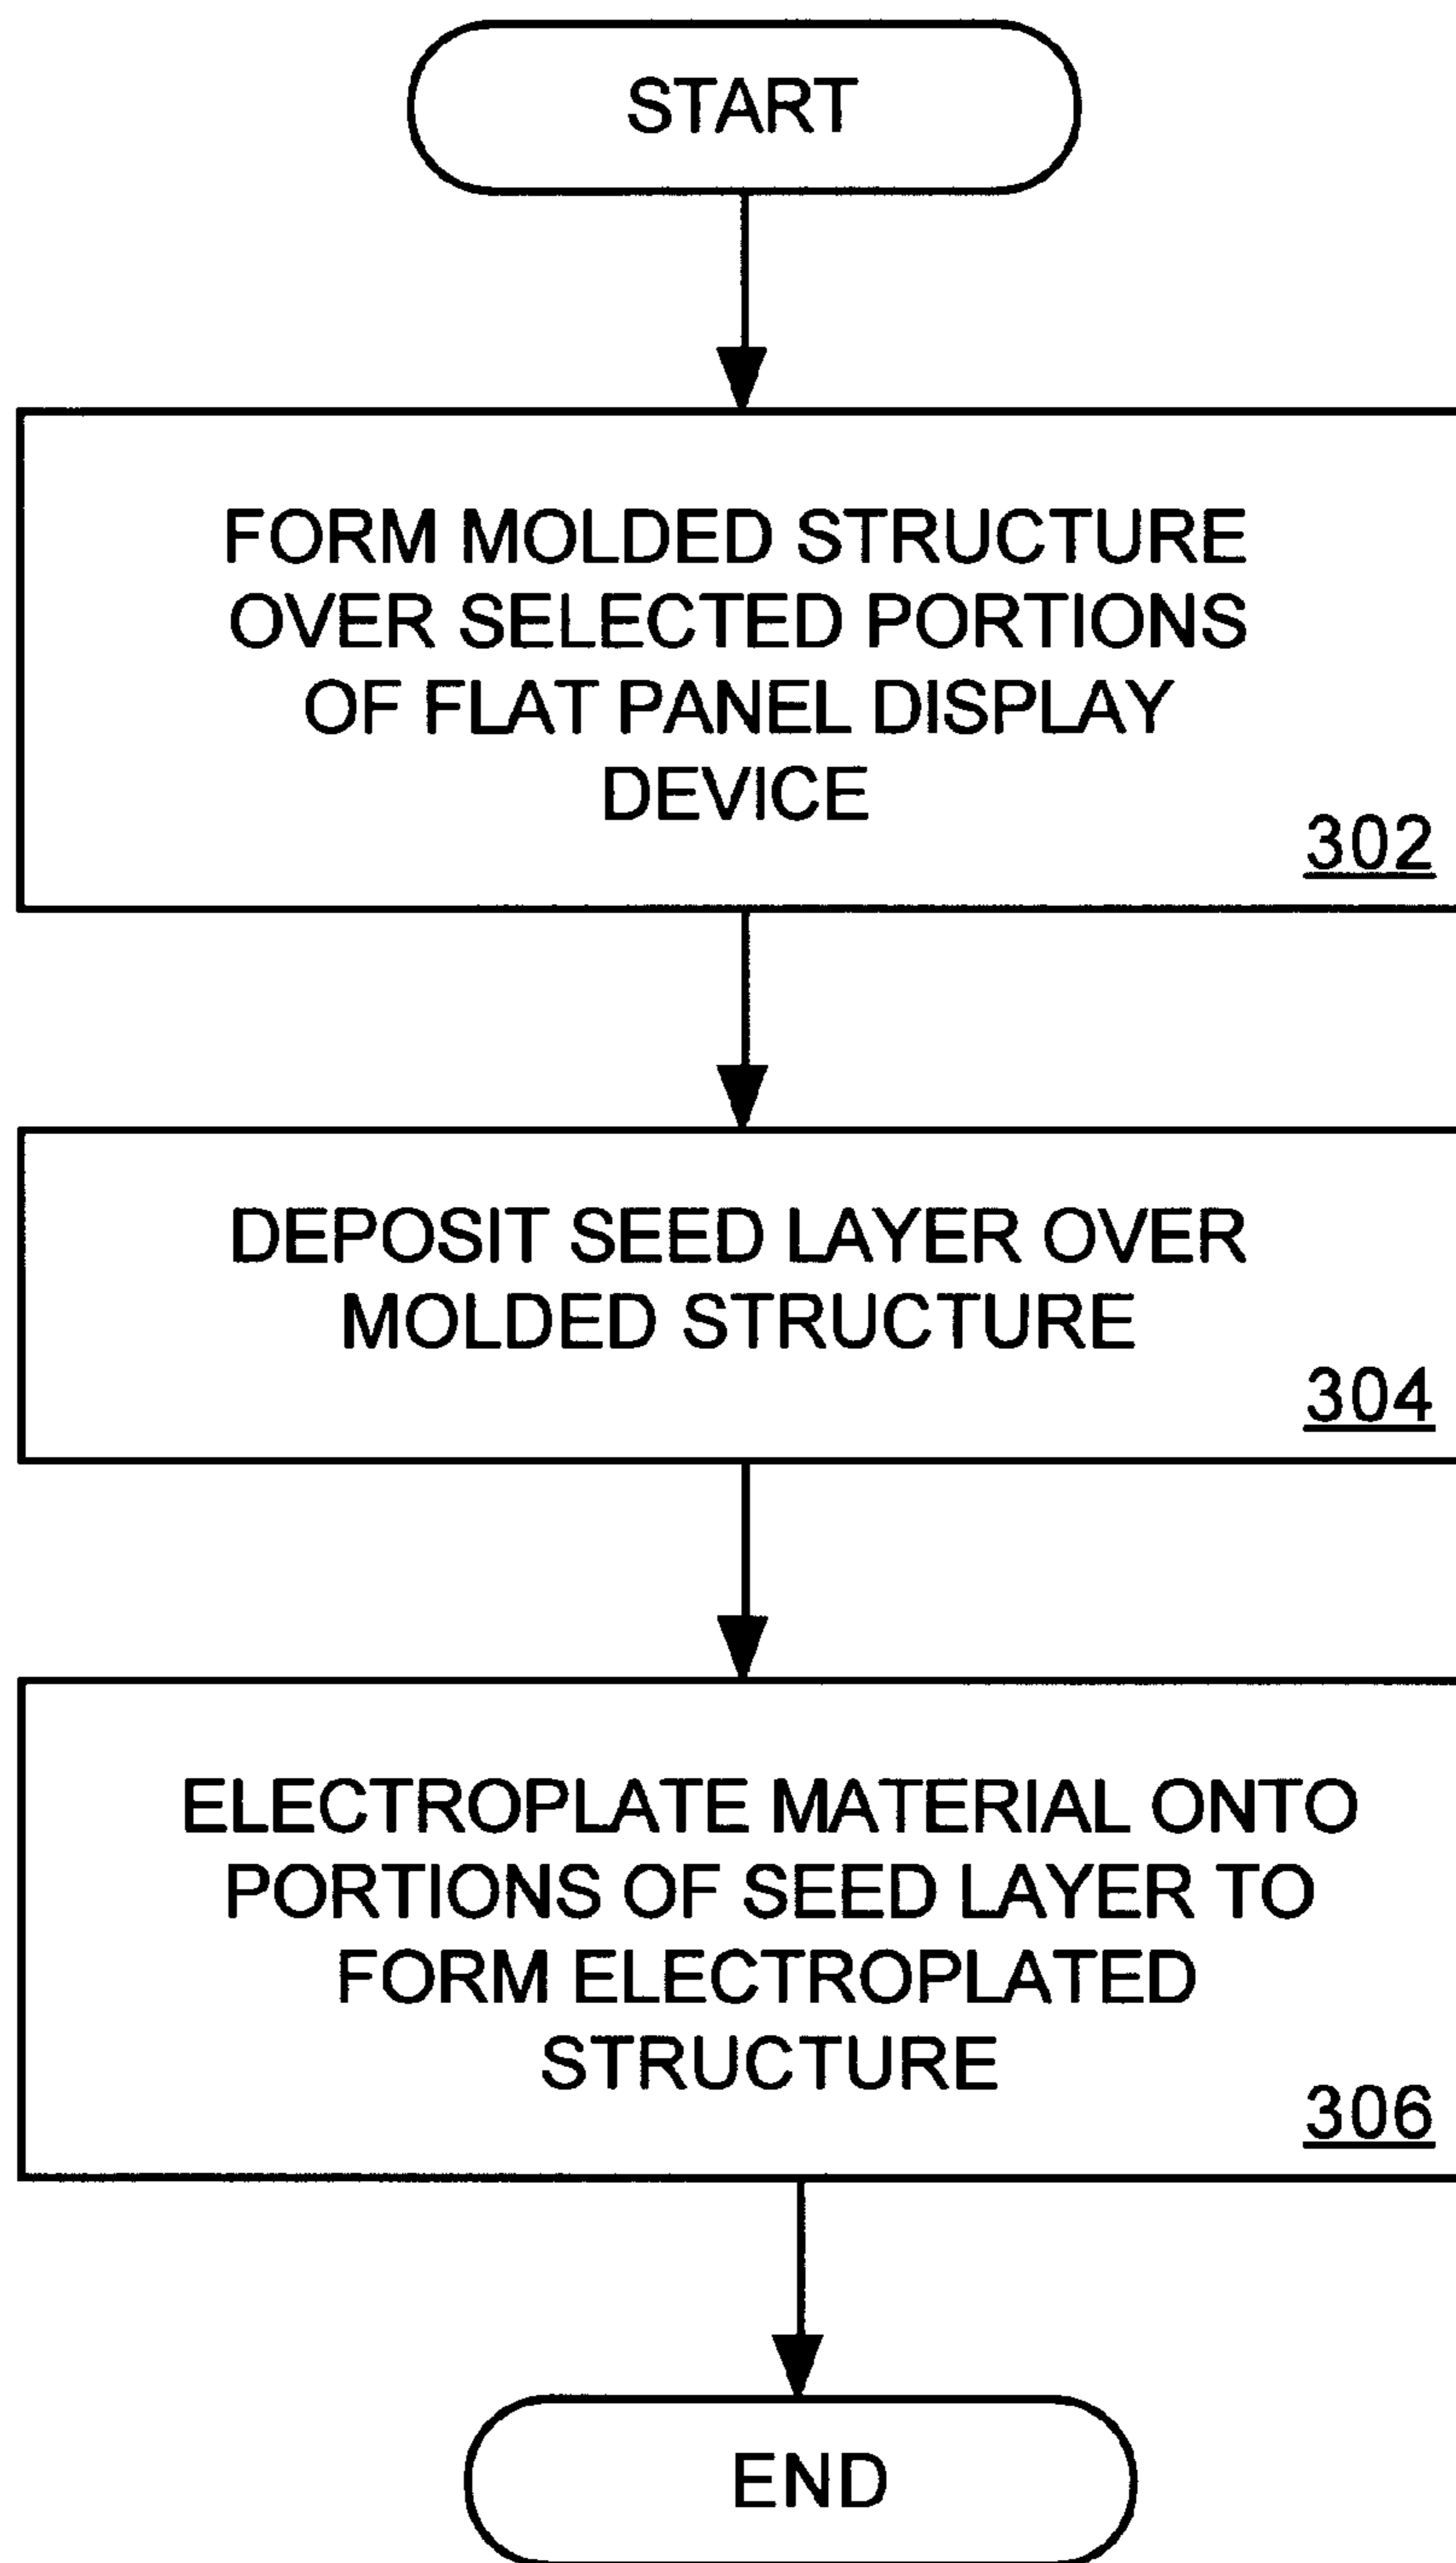 START
FORM MOLDED STRUCTURE
OVER SELECTED PORTIONS
OF FLAT PANEL DISPLAY
DEVICE
302
DEPOSIT SEED LAYER OVER
MOLDED STRUCTURE
304
ELECTROPLATE MATERIAL ONTO
PORTIONS OF SEED LAYER TO
FORM ELECTROPLATED
STRUCTURE
306
END